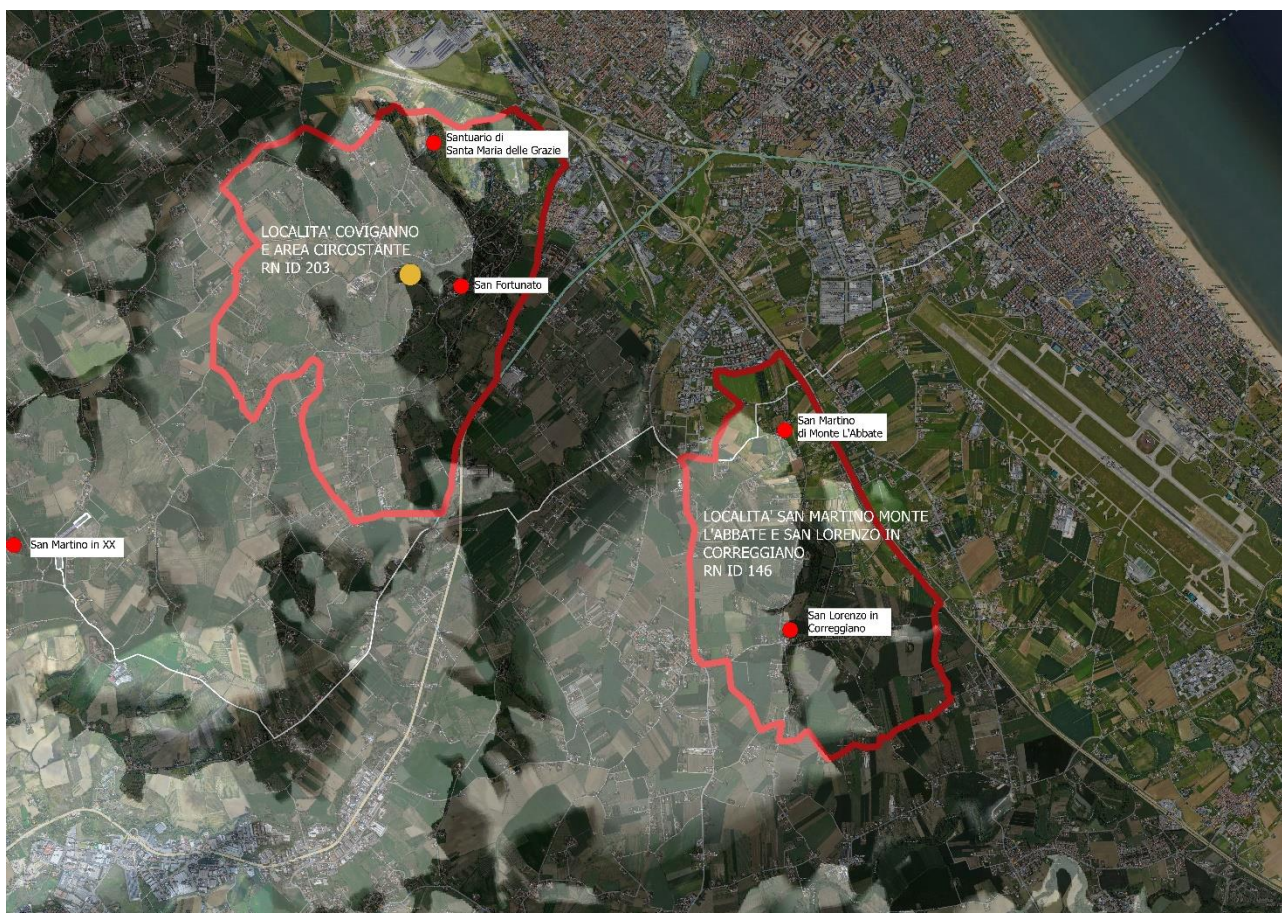 Santuario di
Santa Maria delle Grazie
LOCALITA' COVIGNANO
E AREA CIRCOSTANTE
RN ID 203
San Fortunato
San Martino
di Monte L'Abbate
LOCALITA' SAN MARTINO MONTE
L'ABBATE E SAN LORENZO IN
CORREGGIANO
RN ID 146
San Martino in XX
San Lorenzo in
Correggiano